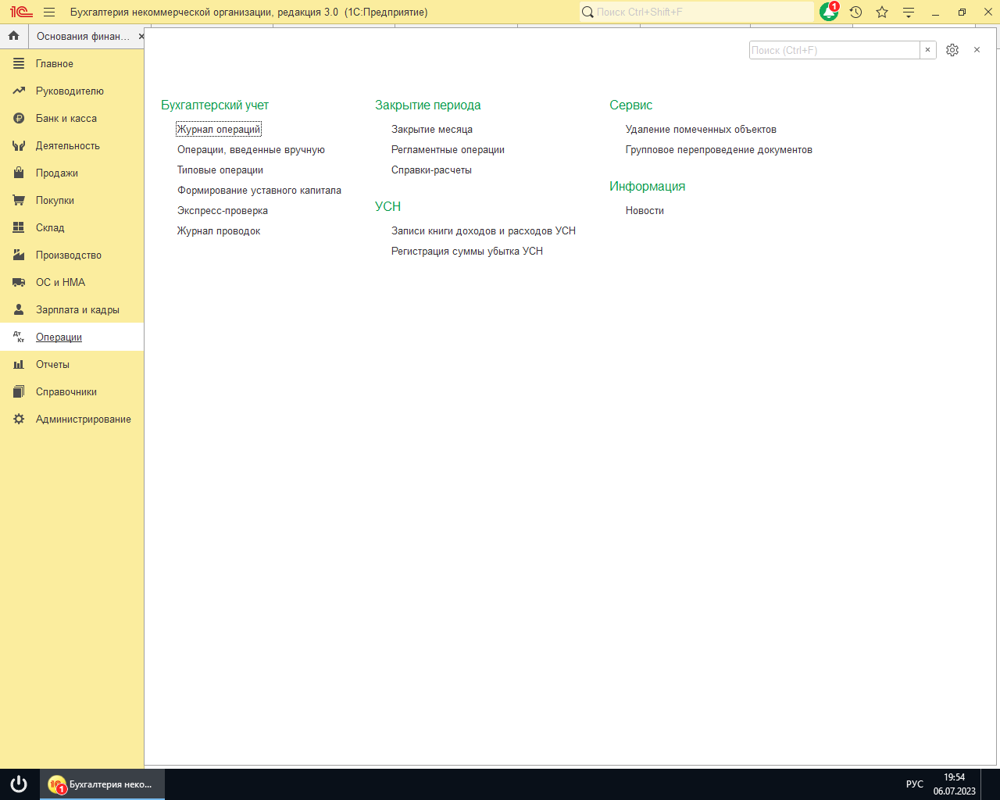 1С Бухгалтерия некоммерческой организации, редакция 3.0 (1С:Предприятие) Поиск Ctrl+Shift+F 1
Основания финан...
Поиск (Ctrl+F)
Главное
Руководителю
Банк и касса
Деятельность
Продажи
Покупки
Склад
Производство
ОС и НМА
Зарплата и кадры
Дт Кт Операции
Отчеты
Справочники
Администрирование
Бухгалтерский учет
Журнал операций
Операции, введенные вручную
Типовые операции
Формирование уставного капитала
Экспресс-проверка
Журнал проводок
Закрытие периода
Закрытие месяца
Регламентные операции
Справки-расчеты
УСН
Записи книги доходов и расходов УСН
Регистрация суммы убытка УСН
Сервис
Удаление помеченных объектов
Групповое перепроведение документов
Информация
Новости
1С 1 Бухгалтерия неко...
РУС
19:54
06.07.2023